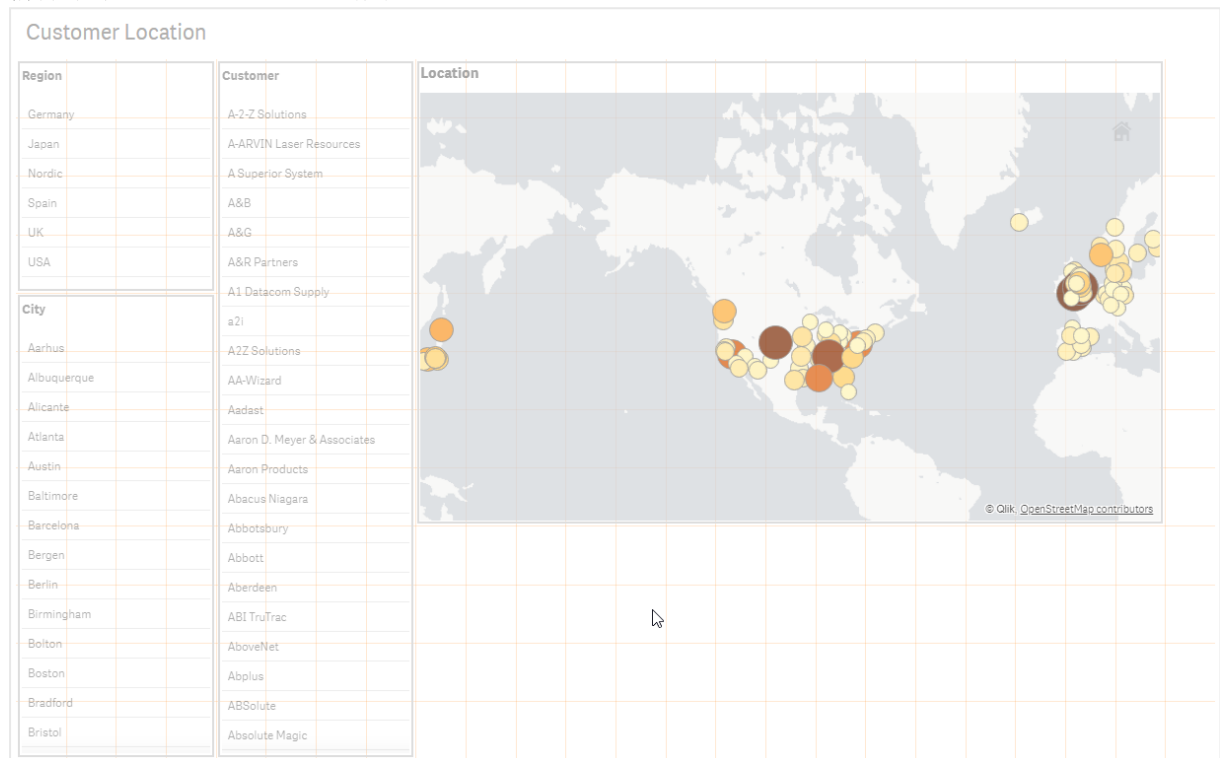 Customer Location
Region
Germany
Japan
Nordic
Spain
UK
USA
City
Aarhus
Albuquerque
Alicante
Atlanta
Austin
Baltimore
Barcelona
Bergen
Berlin
Birmingham
Bolton
Boston
Bradford
Bristol
Customer
A-2-Z Solutions
A-ARVIN Laser Resources
A Superior System
A&B
A&G
A&R Partners
A1 Datacom Supply
a2i
A2Z Solutions
AA-Wizard
Aadast
Aaron D. Meyer & Associates
Aaron Products
Abacus Niagara
Abbotsbury
Abbott
Aberdeen
ABI TruTrac
AboveNet
Abplus
ABSolute
Absolute Magic
Location
© Qlik, OpenStreetMap contributors